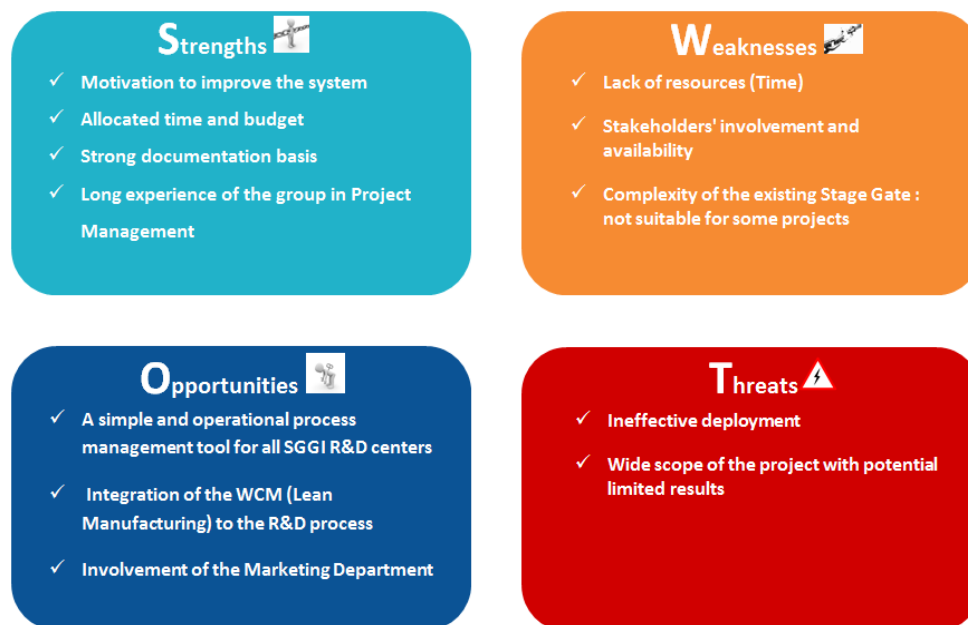 Strengths
✓ Motivation to improve the system
✓ Allocated time and budget
✓ Strong documentation basis
✓ Long experience of the group in Project
Management
Weaknesses
✓ Lack of resources (Time)
✓ Stakeholders' involvement and
availability
✓ Complexity of the existing Stage Gate :
not suitable for some projects
Opportunities
✓ A simple and operational process
management tool for all SGGI R&D centers
✓ Integration of the WCM (Lean
Manufacturing) to the R&D process
✓ Involvement of the Marketing Department
Threats
✓ Ineffective deployment
✓ Wide scope of the project with potential
limited results